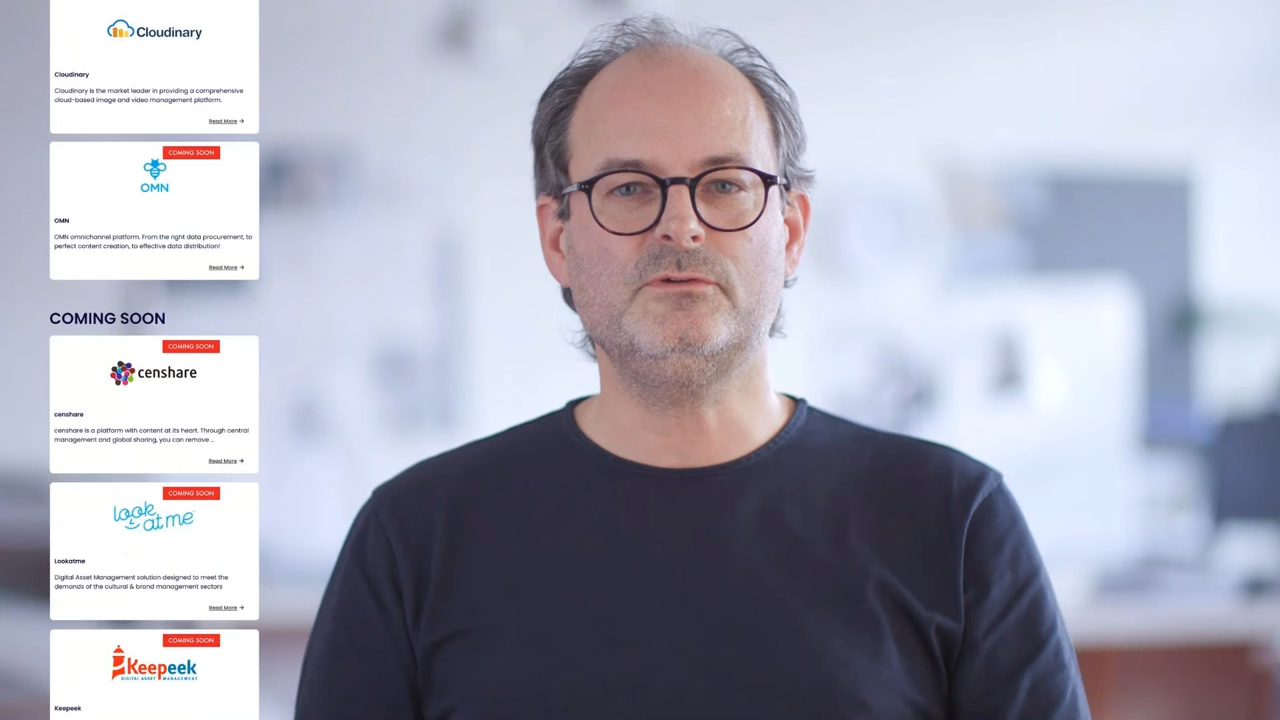 Cloudinary
Cloudinary
Cloudinary is the market leader in providing a comprehensive
cloud-based image and video management platform.
Read More →
COMING SOON
OMN
OMN
OMN omnichannel platform. From the right data procurement, to
perfect content creation, to effective data distribution!
Read More →
COMING SOON
COMING SOON
censhare
censhare
censhare is a platform with content at its heart. Through central
management and global sharing, you can remove ...
Read More →
COMING SOON
look
at me
Lookatme
Digital Asset Management solution designed to meet the
demands of the cultural & brand management sectors
Read More →
COMING SOON
Keepeek
DIGITAL ASSET MANAGEMENT
Keepeek